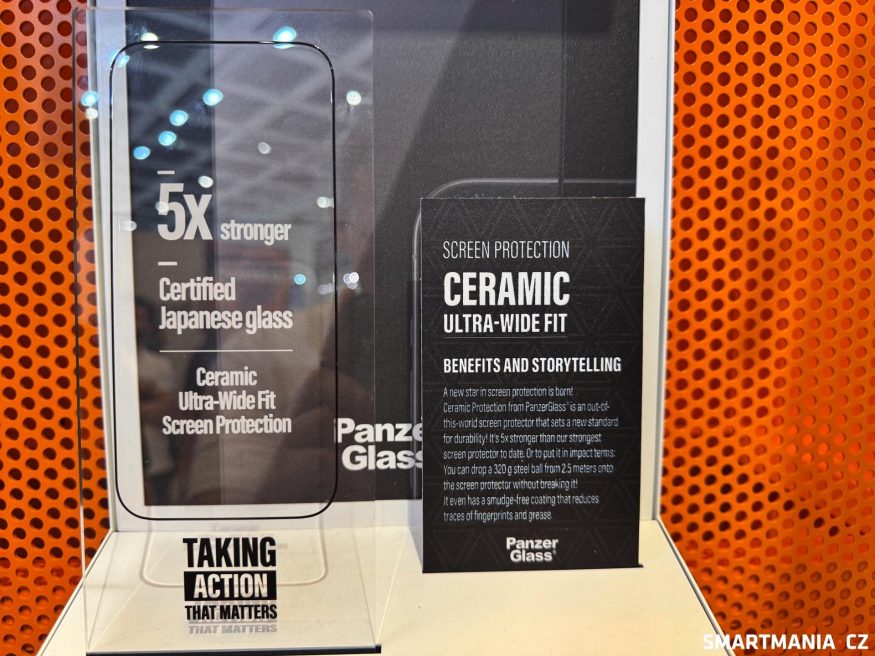 5x stronger
Certified
Japanese glass
Ceramic
Ultra-Wide Fit
Screen Protection
TAKING
ACTION
THAT MATTERS
Panze
Glass
SCREEN PROTECTION
CERAMIC
ULTRA-WIDE FIT
BENEFITS AND STORYTELLING
A new star in screen protection is born!
Ceramic Protection from PanzerGlass® is an out-of-
this-world screen protector that sets a new standard
for durability! It's 5x stronger than our strongest
screen protector to date. Or to put it in impact terms:
You can drop a 320 g steel ball from 2.5 meters onto
the screen protector without breaking it!
It even has a smudge-free coating that reduces
traces of fingerprints and grease.
Panzer
Glass®
SMARTMANIA CZ